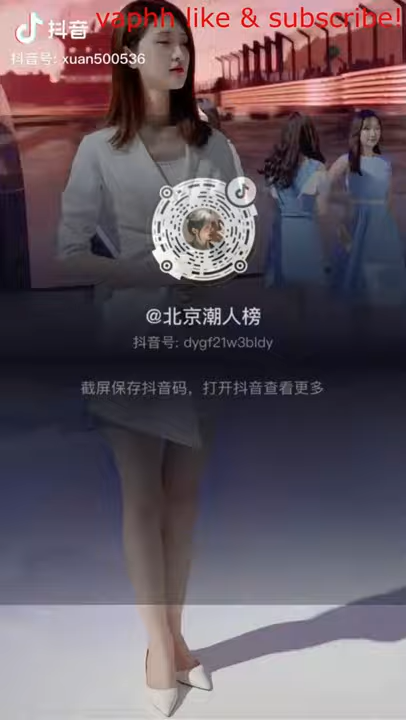 yaphh like & subscribe!
抖音
抖音号: xuan500536
@北京潮人榜
抖音号: dygf21w3bldy
截屏保存抖音码，打开抖音查看更多